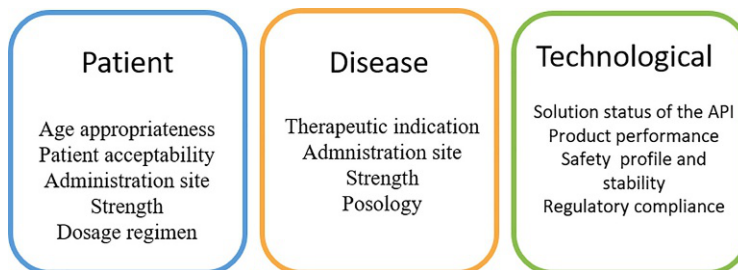 Patient
Age appropriateness
Patient acceptability
Administration site
Strength
Dosage regimen
Disease
Therapeutic indication
Admnistration site
Strength
Posology
Technological
Solution status of the API
Product performance
Safety profile and
stability
Regulatory compliance